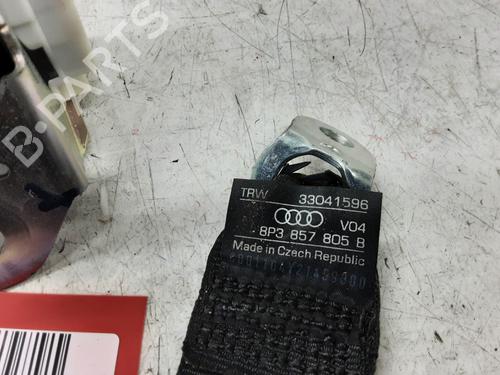 B-PARTS
TRW 33041596
V04
8P3 857 805 B
Made in Czech Republic